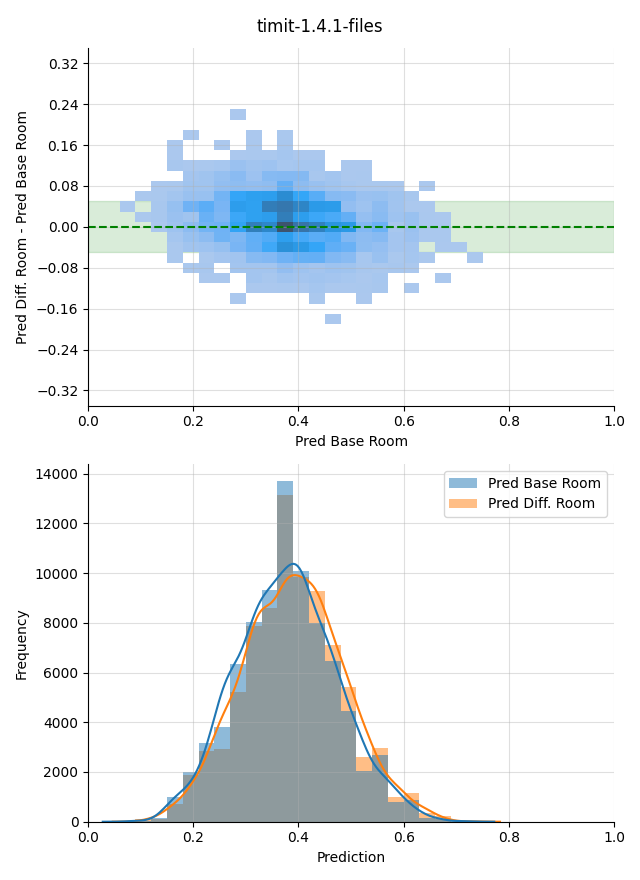 timit-1.4.1-files
0.32
0.24
0.16
0.08
0.00
−0.08
−0.16
−0.24
−0.32
Pred Diff. Room - Pred Base Room
0.0 0.2 0.4 0.6 0.8 1.0
Pred Base Room
14000
12000
10000
8000
6000
4000
2000
0
Frequency
Pred Base Room
Pred Diff. Room
0.0 0.2 0.4 0.6 0.8 1.0
Prediction